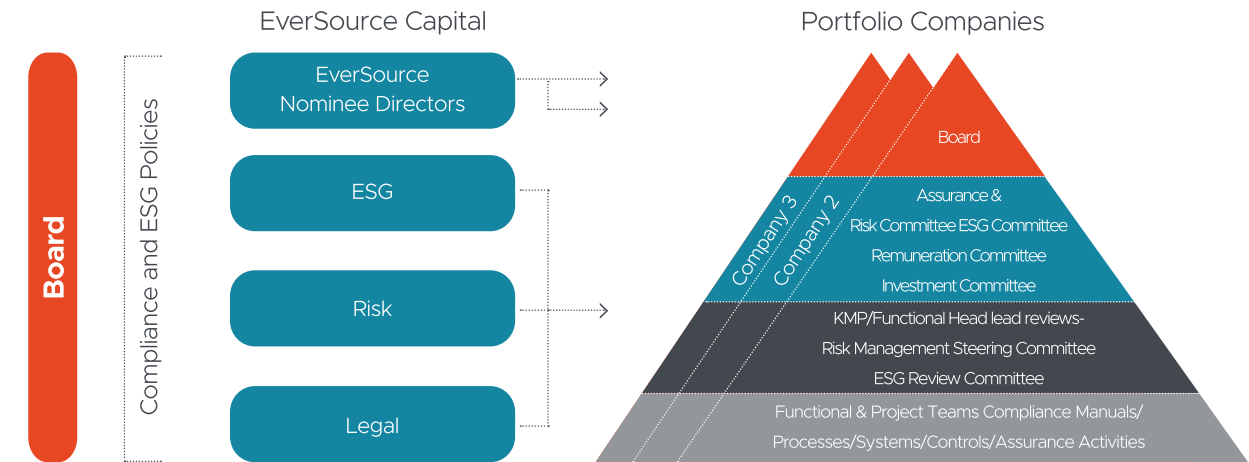 EverSource Capital
Portfolio Companies
Board
Compliance and ESG Policies
EverSource
Nominee Directors
ESG
Risk
Legal
Company 3
Company 2
Board
Assurance &
Risk Committee ESG Committee
Remuneration Committee
Investment Committee
KMP/Functional Head lead reviews-
Risk Management Steering Committee
ESG Review Committee
Functional & Project Teams Compliance Manuals/
Processes/Systems/Controls/Assurance Activities